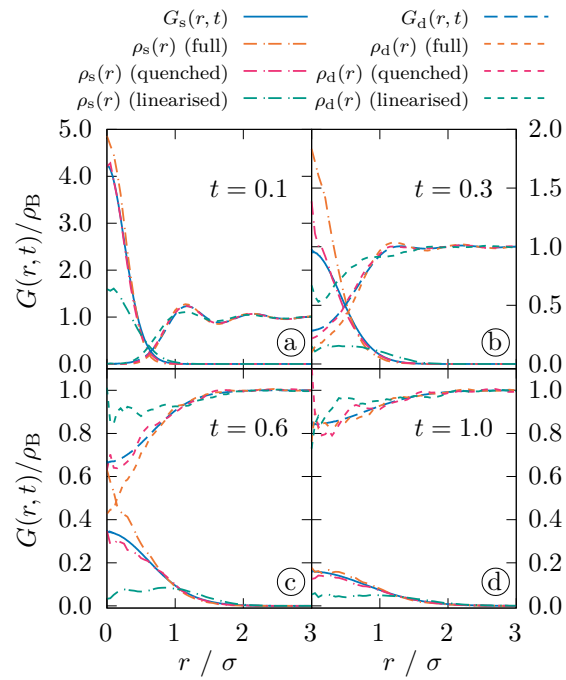 G_s(r, t) G_d(r, t)
ρ_s(r) (full) ρ_d(r) (full)
ρ_s(r) (quenched) ρ_d(r) (quenched)
ρ_s(r) (linearised) ρ_d(r) (linearised)
5.0 2.0
4.0 t = 0.1 t = 0.3 1.5
3.0
G(r, t)/ρ_B
2.0 1.0
1.0 0.5
0.0 a b 0.0
1.0 1.0
0.8 t = 0.6 t = 1.0 0.8
0.6 0.6
G(r, t)/ρ_B
0.4 0.4
0.2 0.2
0.0 c d 0.0
0 1 2 3 1 2 3
r / σ r / σ